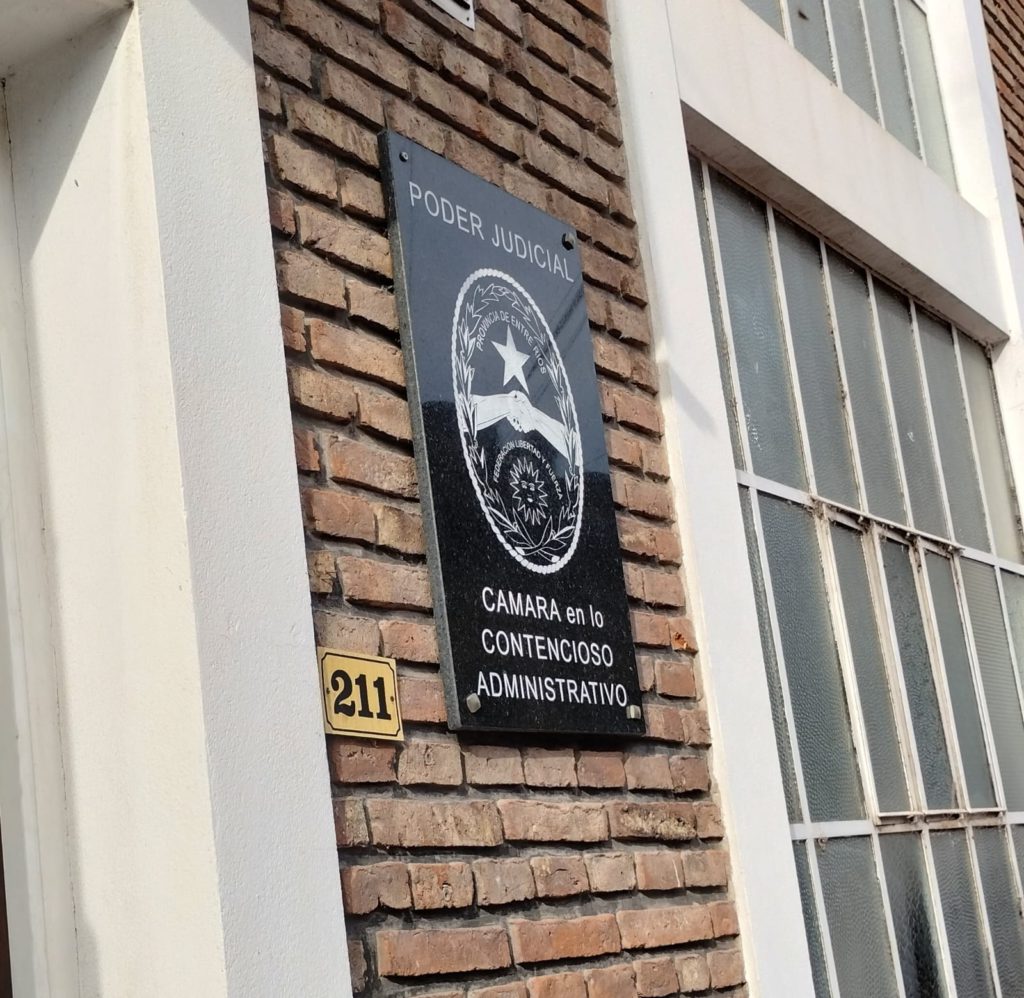 PODER JUDICIAL
PROVINCIA DE ENTRE RIOS
FEDERACION LIBERTAD Y FUERZA
CAMARA en lo
CONTENCIOSO
ADMINISTRATIVO
211